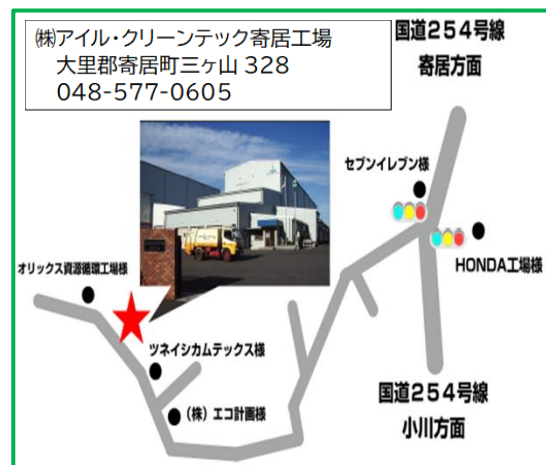 ㈱アイル・クリーンテック寄居工場
大里郡寄居町三ヶ山 328
048-577-0605
国道254号線
寄居方面
セブンイレブン様
HONDA工場様
オリックス資源循環工場様
ツネイシカムテックス様
(株)エコ計画様
国道254号線
小川方面